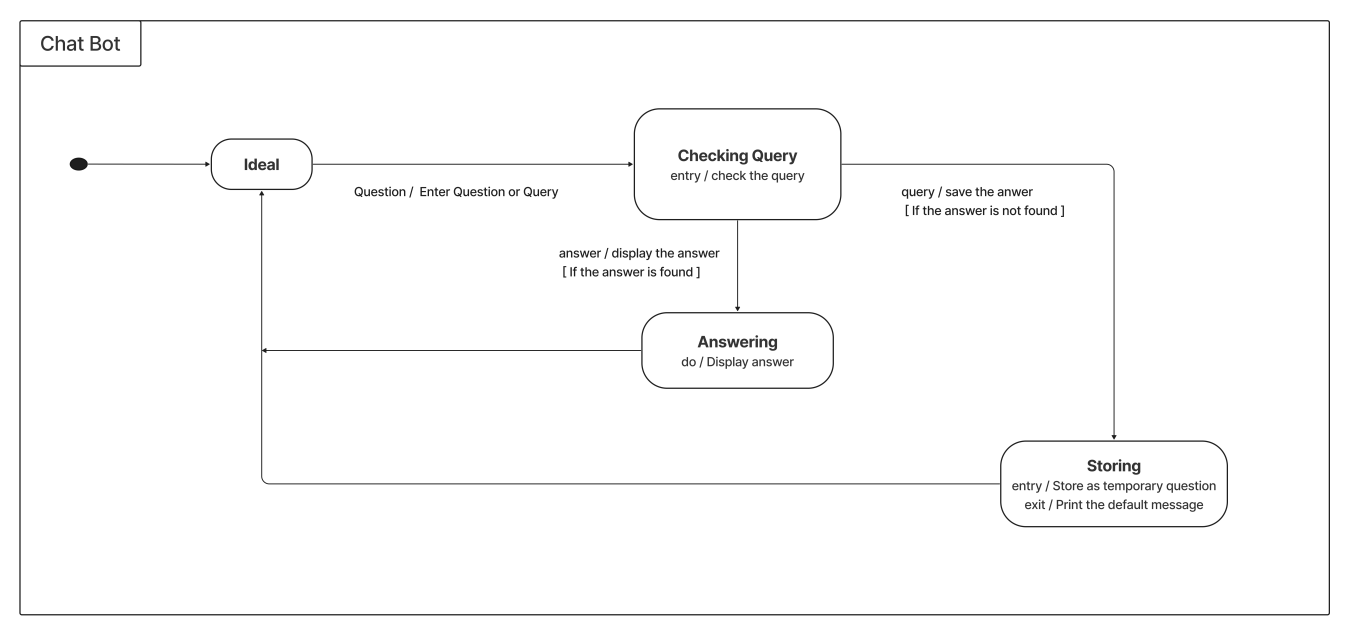 Chat Bot
Ideal
Question /  Enter Question or Query
Checking Query
entry / check the query
query / save the anwer
[ If the answer is not found ]
answer / display the answer
[ If the answer is found ]
Answering
do / Display answer
Storing
entry / Store as temporary question
exit / Print the default message